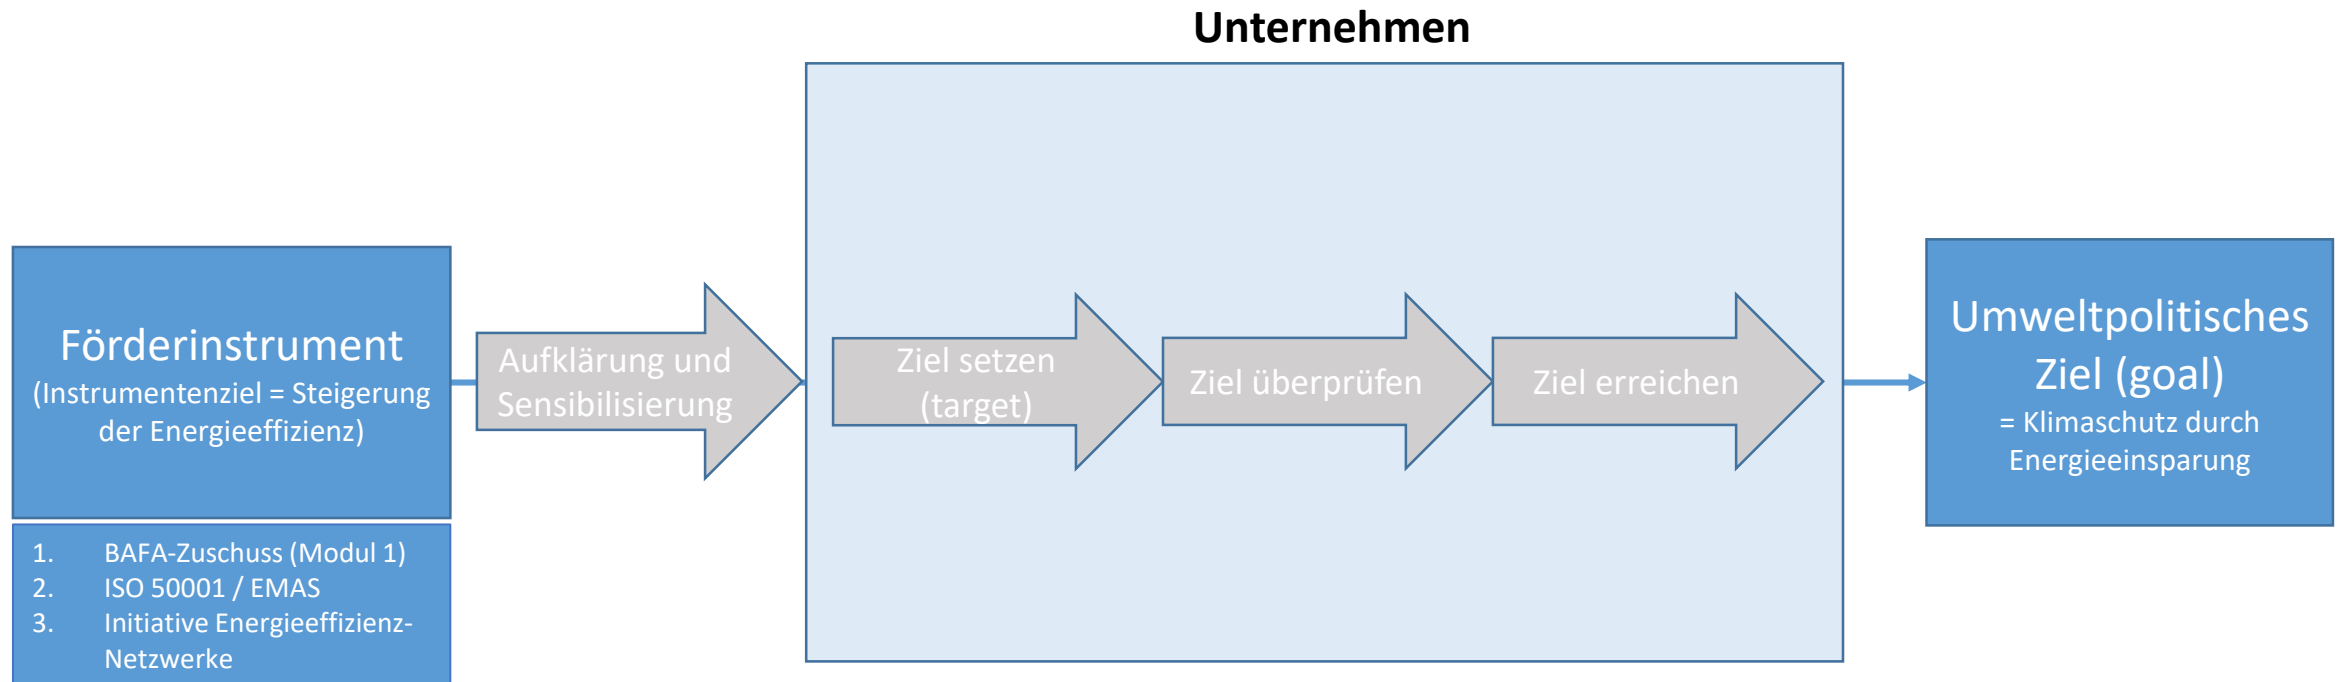 Unternehmen
Förderinstrument
(Instrumentenziel = Steigerung
der Energieeffizienz)
1. BAFA-Zuschuss (Modul 1)
2. ISO 50001 / EMAS
3. Initiative Energieeffizienz-
Netzwerke
Aufklärung und
Sensibilisierung
Ziel setzen
(target)
Ziel überprüfen
Ziel erreichen
Umweltpolitisches
Ziel (goal)
= Klimaschutz durch
Energieeinsparung